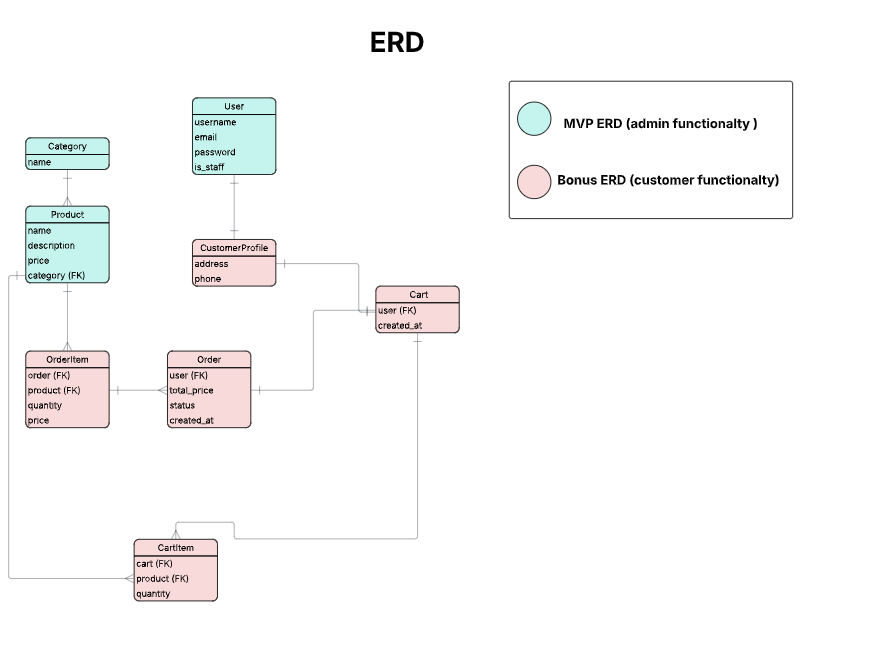 ERD
MVP ERD (admin functionalty )
Bonus ERD (customer functionalty)
User
username
email
password
is_staff
Category
name
Product
name
description
price
category (FK)
CustomerProfile
address
phone
Cart
user (FK)
created_at
OrderItem
order (FK)
product (FK)
quantity
price
Order
user (FK)
total_price
status
created_at
CartItem
cart (FK)
product (FK)
quantity